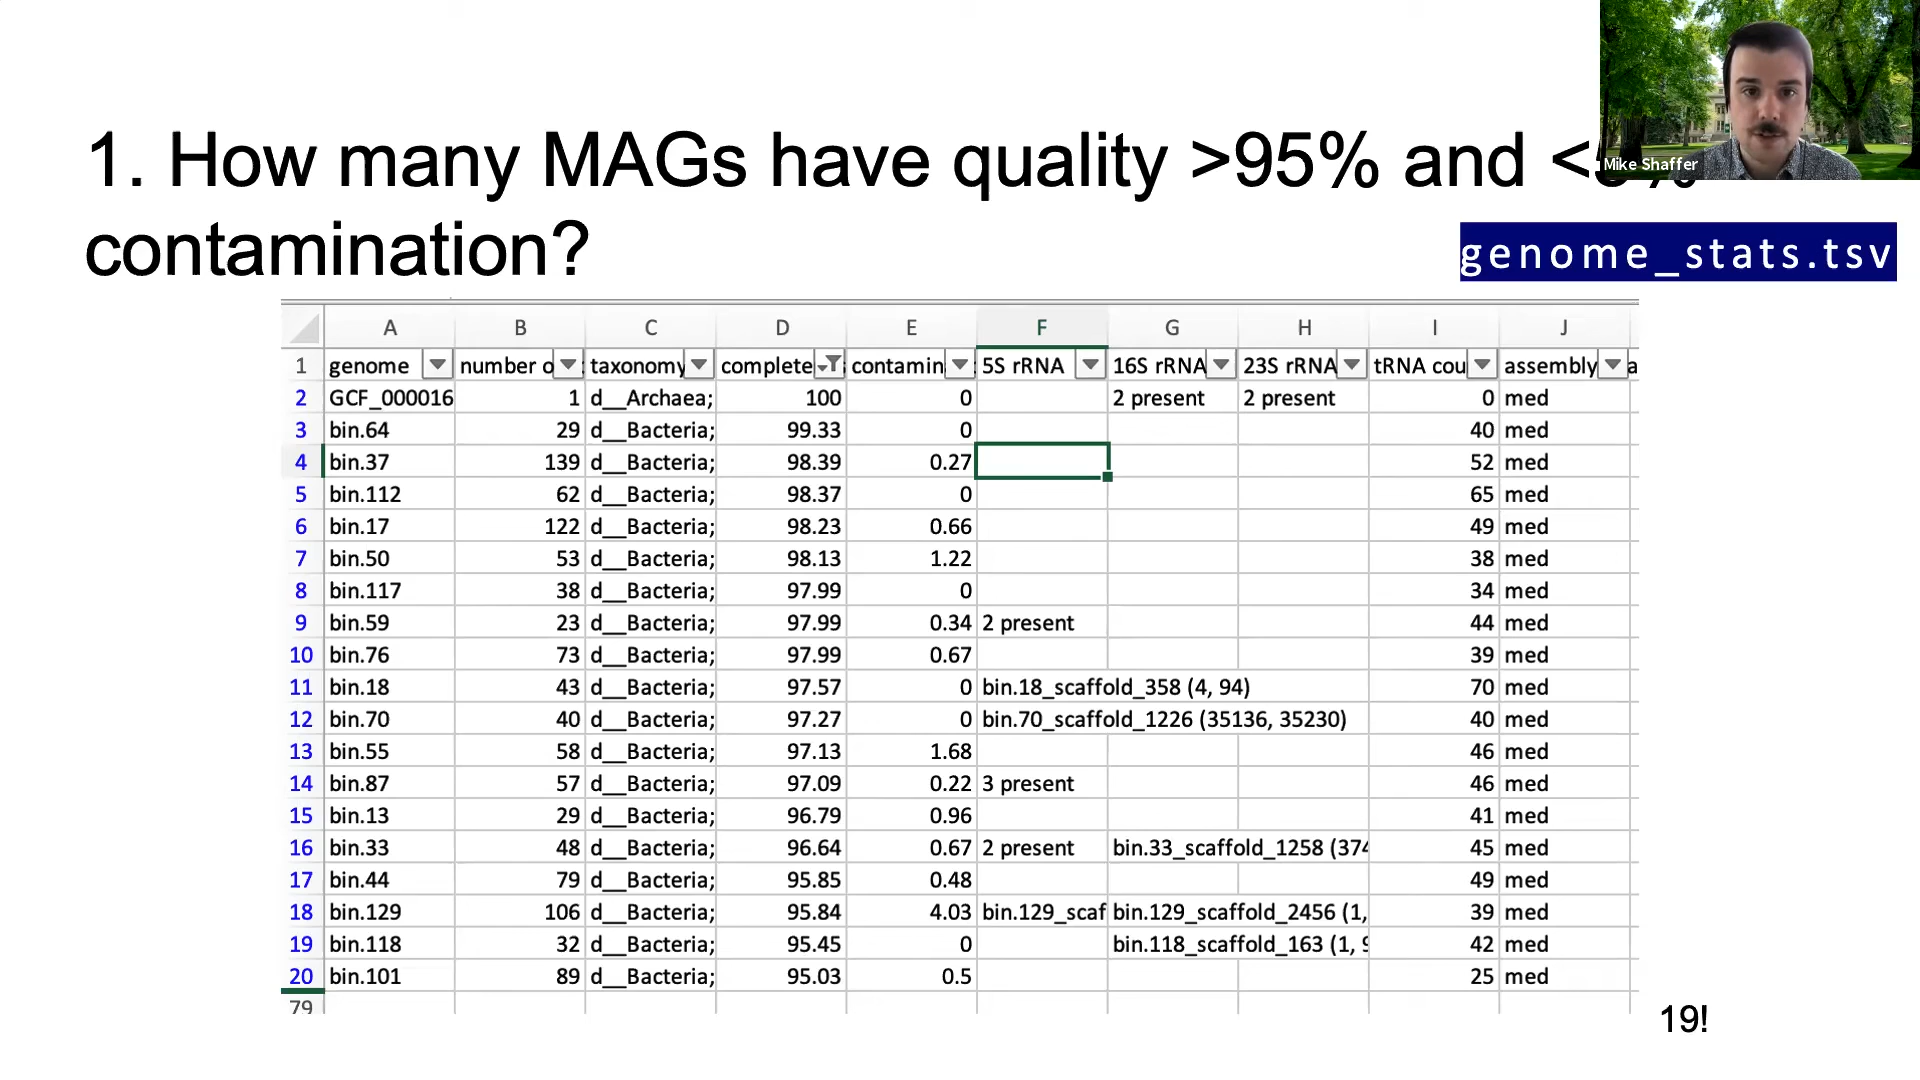 1. How many MAGs have quality >95% and <5%
contamination?
Mike Shaffer
genome_stats.tsv
A B C D E F G H I J
1 genome number o taxonomy complete contamin 5S rRNA 16S rRNA 23S rRNA tRNA cou assembly a
2 GCF_000016 1 d__Archaea; 100 0 2 present 2 present 0 med
3 bin.64 29 d__Bacteria; 99.33 0 40 med
4 bin.37 139 d__Bacteria; 98.39 0.27 52 med
5 bin.112 62 d__Bacteria; 98.37 0 65 med
6 bin.17 122 d__Bacteria; 98.23 0.66 49 med
7 bin.50 53 d__Bacteria; 98.13 1.22 38 med
8 bin.117 38 d__Bacteria; 97.99 0 34 med
9 bin.59 23 d__Bacteria; 97.99 0.34 2 present 44 med
10 bin.76 73 d__Bacteria; 97.99 0.67 39 med
11 bin.18 43 d__Bacteria; 97.57 0 bin.18_scaffold_358 (4, 94) 70 med
12 bin.70 40 d__Bacteria; 97.27 0 bin.70_scaffold_1226 (35136, 35230) 40 med
13 bin.55 58 d__Bacteria; 97.13 1.68 46 med
14 bin.87 57 d__Bacteria; 97.09 0.22 3 present 46 med
15 bin.13 29 d__Bacteria; 96.79 0.96 41 med
16 bin.33 48 d__Bacteria; 96.64 0.67 2 present bin.33_scaffold_1258 (374 45 med
17 bin.44 79 d__Bacteria; 95.85 0.48 49 med
18 bin.129 106 d__Bacteria; 95.84 4.03 bin.129_scaf bin.129_scaffold_2456 (1, 39 med
19 bin.118 32 d__Bacteria; 95.45 0 bin.118_scaffold_163 (1, 9 42 med
20 bin.101 89 d__Bacteria; 95.03 0.5 25 med
79
19!